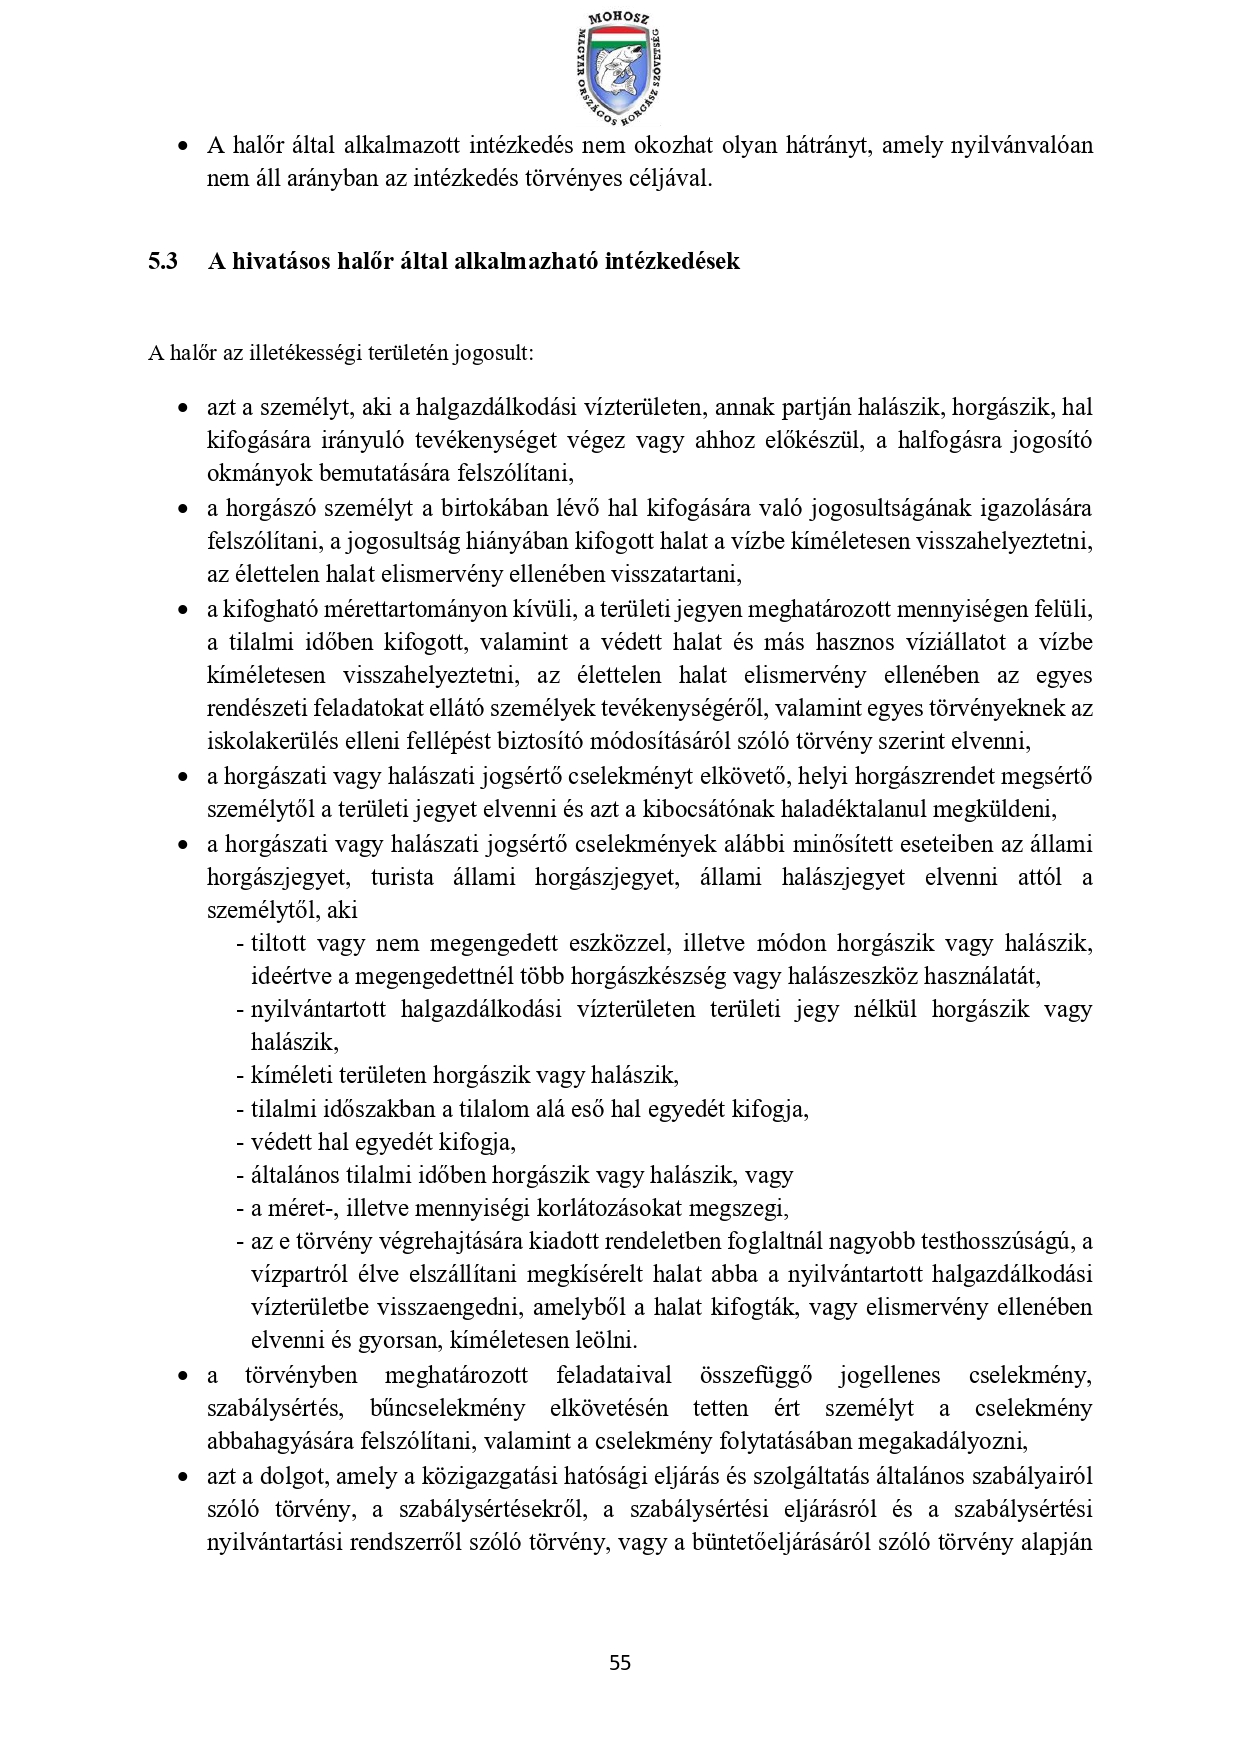 MOHOSZ
MAGYAR ORSZÁGOS HORGÁSZ SZÖVETSÉG
• A halőr által alkalmazott intézkedés nem okozhat olyan hátrányt, amely nyilvánvalóan
nem áll arányban az intézkedés törvényes céljával.
5.3 A hivatásos halőr által alkalmazható intézkedések
A halőr az illetékességi területén jogosult:
• azt a személyt, aki a halgazdálkodási vízterületen, annak partján halászik, horgászik, hal
kifogására irányuló tevékenységet végez vagy ahhoz előkészül, a halfogásra jogosító
okmányok bemutatására felszólítani,
• a horgászó személyt a birtokában lévő hal kifogására való jogosultságának igazolására
felszólítani, a jogosultság hiányában kifogott halat a vízbe kíméletesen visszahelyeztetni,
az élettelen halat elismervény ellenében visszatartani,
• a kifogható mérettartományon kívüli, a területi jegyen meghatározott mennyiségen felüli,
a tilalmi időben kifogott, valamint a védett halat és más hasznos víziállatot a vízbe
kíméletesen visszahelyeztetni, az élettelen halat elismervény ellenében az egyes
rendészeti feladatokat ellátó személyek tevékenységéről, valamint egyes törvényeknek az
iskolakerülés elleni fellépést biztosító módosításáról szóló törvény szerint elvenni,
• a horgászati vagy halászati jogsértő cselekményt elkövető, helyi horgászrendet megsértő
személytől a területi jegyet elvenni és azt a kibocsátónak haladéktalanul megküldeni,
• a horgászati vagy halászati jogsértő cselekmények alábbi minősített eseteiben az állami
horgászjegyet, turista állami horgászjegyet, állami halászjegyet elvenni attól a
személytől, aki
- tiltott vagy nem megengedett eszközzel, illetve módon horgászik vagy halászik,
ideértve a megengedettnél több horgászkészség vagy halászeszköz használatát,
- nyilvántartott halgazdálkodási vízterületen területi jegy nélkül horgászik vagy
halászik,
- kíméleti területen horgászik vagy halászik,
- tilalmi időszakban a tilalom alá eső hal egyedét kifogja,
- védett hal egyedét kifogja,
- általános tilalmi időben horgászik vagy halászik, vagy
- a méret-, illetve mennyiségi korlátozásokat megszegi,
- az e törvény végrehajtására kiadott rendeletben foglaltnál nagyobb testhosszúságú, a
vízpartról élve elszállítani megkísérelt halat abba a nyilvántartott halgazdálkodási
vízterületbe visszaengedni, amelyből a halat kifogták, vagy elismervény ellenében
elvenni és gyorsan, kíméletesen leölni.
• a törvényben meghatározott feladataival összefüggő jogellenes cselekmény,
szabálysértés, bűncselekmény elkövetésén tetten ért személyt a cselekmény
abbahagyására felszólítani, valamint a cselekmény folytatásában megakadályozni,
• azt a dolgot, amely a közigazgatási hatósági eljárás és szolgáltatás általános szabályairól
szóló törvény, a szabálysértésekről, a szabálysértési eljárásról és a szabálysértési
nyilvántartási rendszerről szóló törvény, vagy a büntetőeljárásáról szóló törvény alapján
55